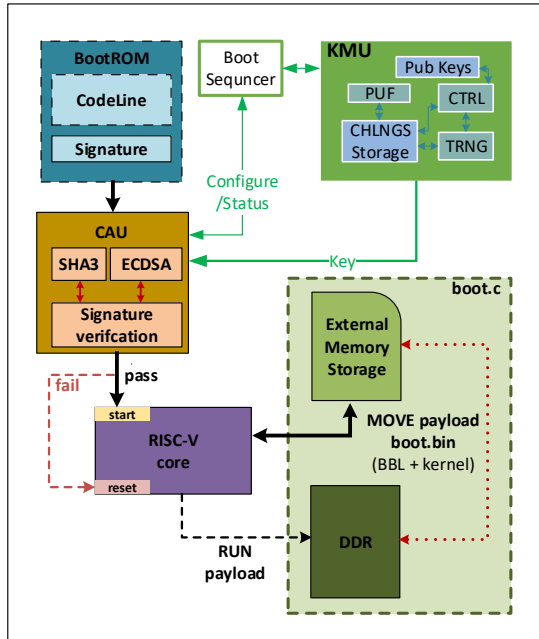 BootROM
CodeLine
Signature
Boot
Sequncer
KMU
Pub Keys
PUF
CTRL
CHLNGS
Storage
TRNG
Configure
/Status
Key
CAU
SHA3
ECDSA
Signature
verifcation
fail
pass
start
RISC-V
core
reset
RUN
payload
boot.c
External
Memory
Storage
MOVE payload
boot.bin
(BBL + kernel)
DDR